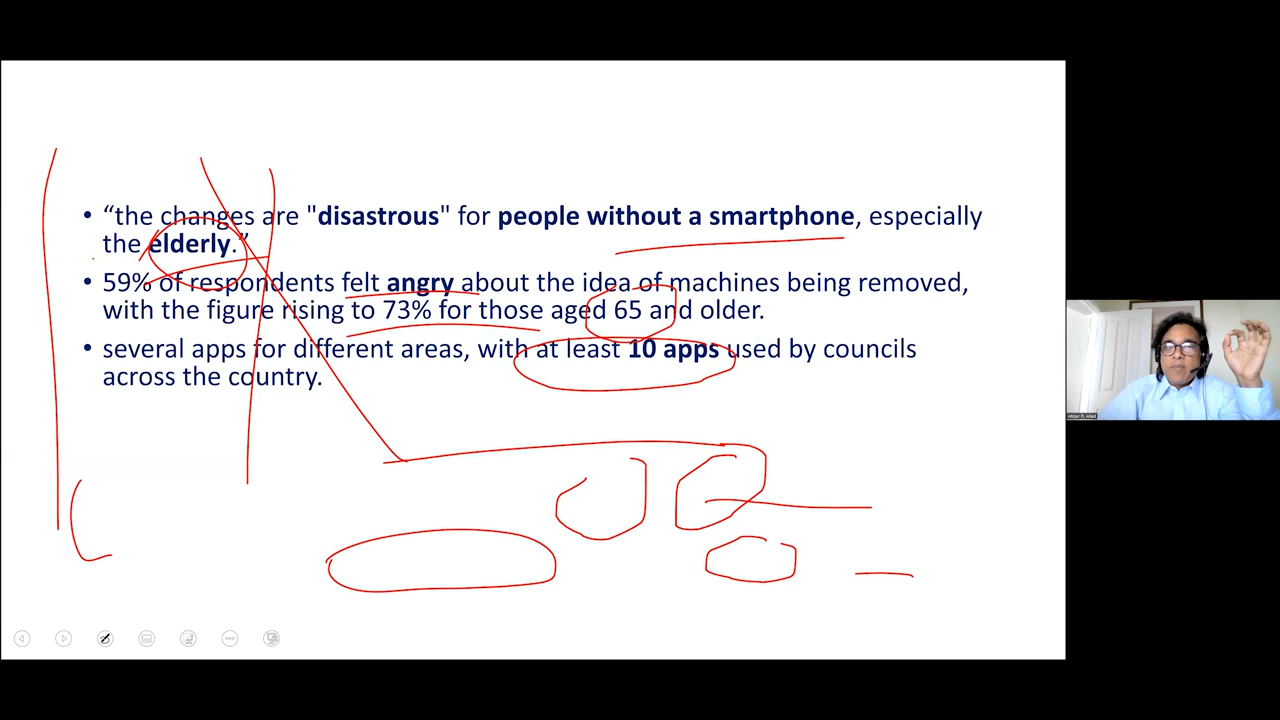 • “the changes are "disastrous" for people without a smartphone, especially
the elderly.”
• 59% of respondents felt angry about the idea of machines being removed,
with the figure rising to 73% for those aged 65 and older.
• several apps for different areas, with at least 10 apps used by councils
across the country.
Atiqur R. Ahad